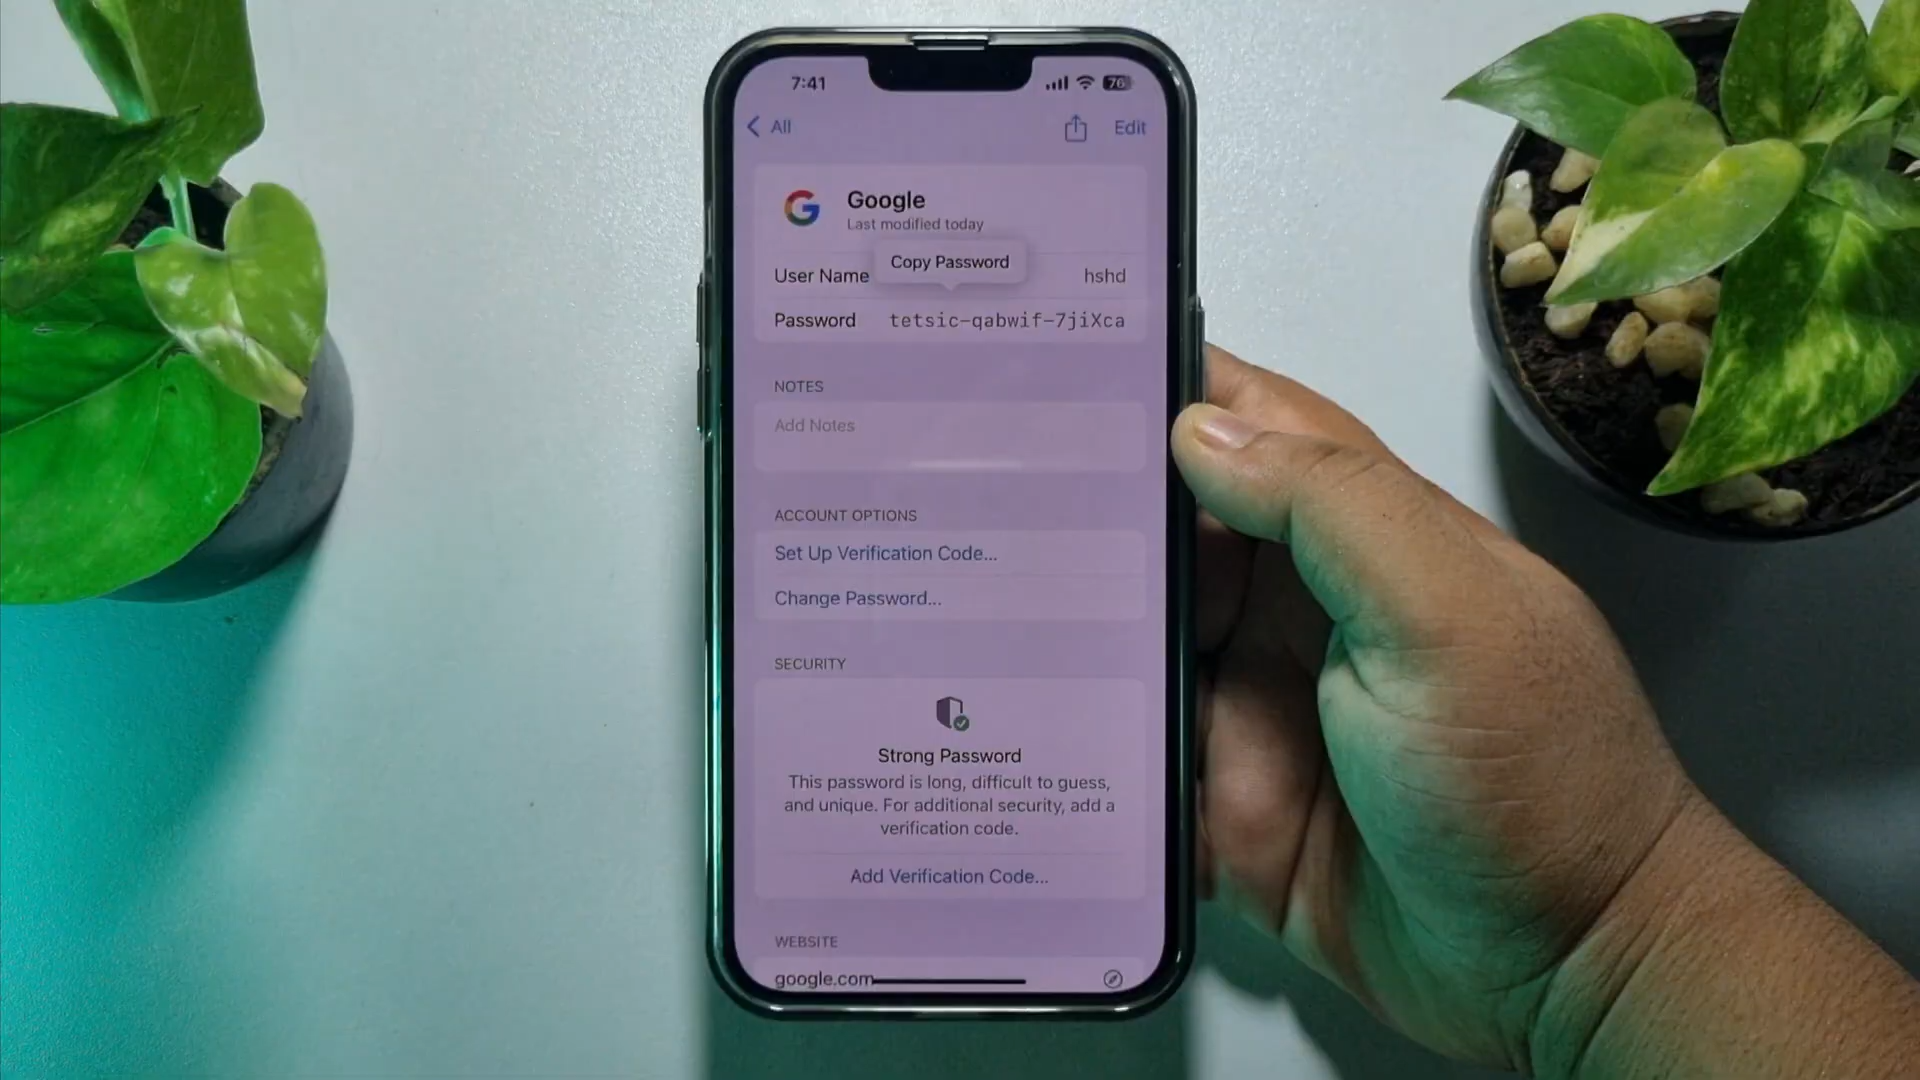 7:41
76
All
Edit
Google
Last modified today
Copy Password
User Name hshd
Password tetsic-qabwif-7jiXca
NOTES
Add Notes
ACCOUNT OPTIONS
Set Up Verification Code...
Change Password...
SECURITY
Strong Password
This password is long, difficult to guess,
and unique. For additional security, add a
verification code.
Add Verification Code...
WEBSITE
google.com